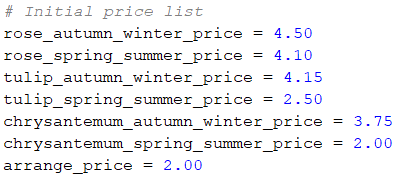 # Initial price list
rose_autumn_winter_price = 4.50
rose_spring_summer_price = 4.10
tulip_autumn_winter_price = 4.15
tulip_spring_summer_price = 2.50
chrysantemum_autumn_winter_price = 3.75
chrysantemum_spring_summer_price = 2.00
arrange_price = 2.00